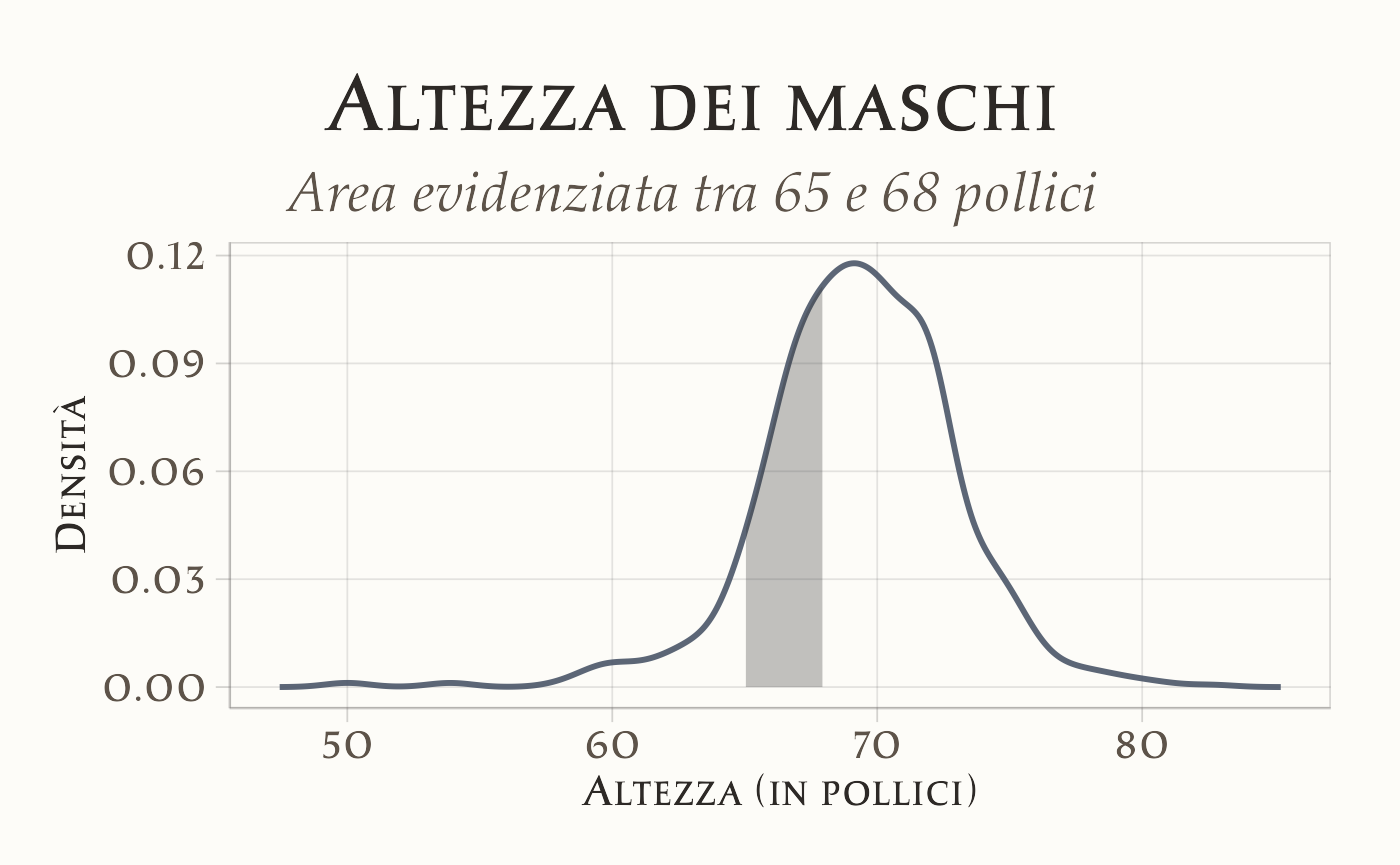 Altezza dei maschi
Area evidenziata tra 65 e 68 pollici
0.12
0.09
0.06
0.03
0.00
Densità
50 60 70 80
Altezza (in pollici)